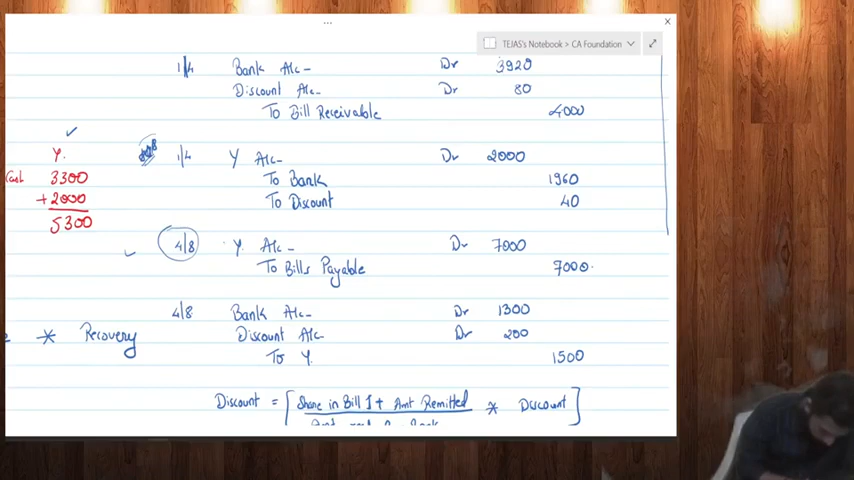 TEJAS's Notebook > CA Foundation
1/4 Bank A/c- Dr 3920
Discount A/c- Dr 80
To Bill Receivable 4000
1/4 Y A/c- Dr 2000
To Bank 1960
To Discount 40
Y.
Cash 3300
+2000
5300
4/8 Y. A/c- Dr 7000
To Bills Payable 7000.
4/8 Bank A/c- Dr 1300
* Recovery Discount A/c Dr 200
To Y. 1500
Discount = [ Share in Bill 1 + Amt Remitted * Discount ]